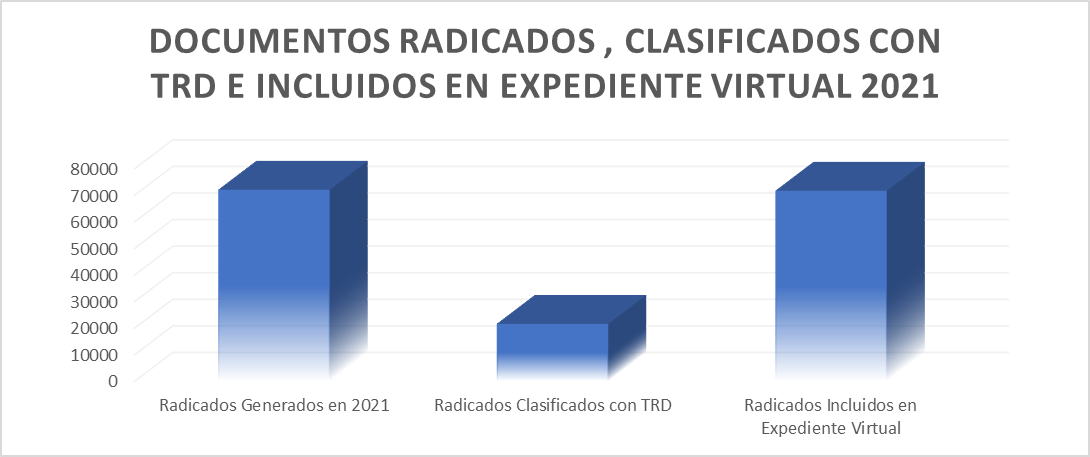 DOCUMENTOS RADICADOS , CLASIFICADOS CON
TRD E INCLUIDOS EN EXPEDIENTE VIRTUAL 2021
80000
70000
60000
50000
40000
30000
20000
10000
0
Radicados Generados en 2021
Radicados Clasificados con TRD
Radicados Incluidos en
Expediente Virtual